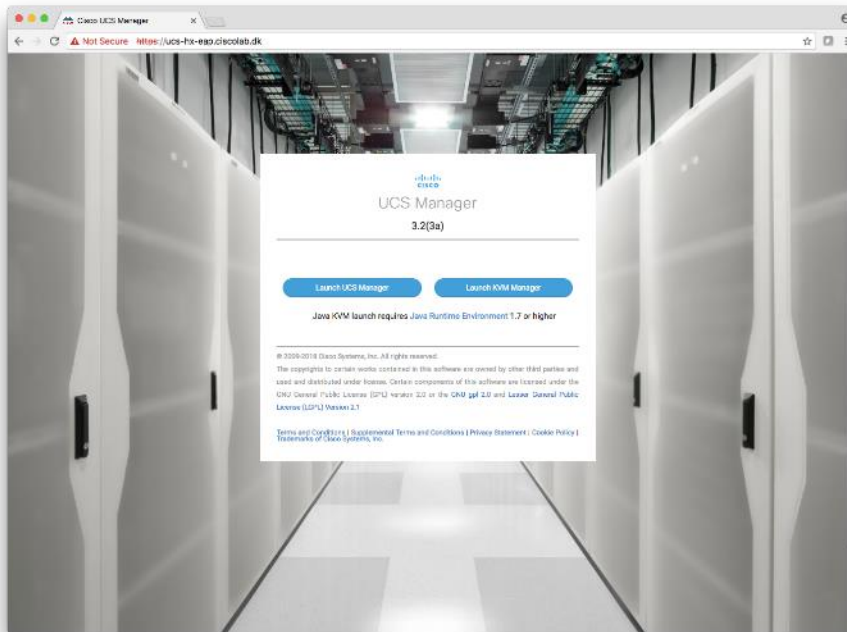 Cisco UCS Manager
Not Secure https://ucs-hx-eap.ciscolab.dk
CISCO
UCS Manager
3.2(3a)
Launch UCS Manager Launch KVM Manager
Java KVM launch requires Java Runtime Environment 1.7 or higher
© 2009-2018 Cisco Systems, Inc. All rights reserved.
The copyrights to certain works contained in this software are owned by other third parties and
used and distributed under license. Certain components of this software are licensed under the
GNU General Public License (GPL) version 2.0 or the GNU gpl 2.0 and Lesser General Public
License (LGPL) Version 2.1
Terms and Conditions | Supplemental Terms and Conditions | Privacy Statement | Cookie Policy |
Trademarks of Cisco Systems, Inc.